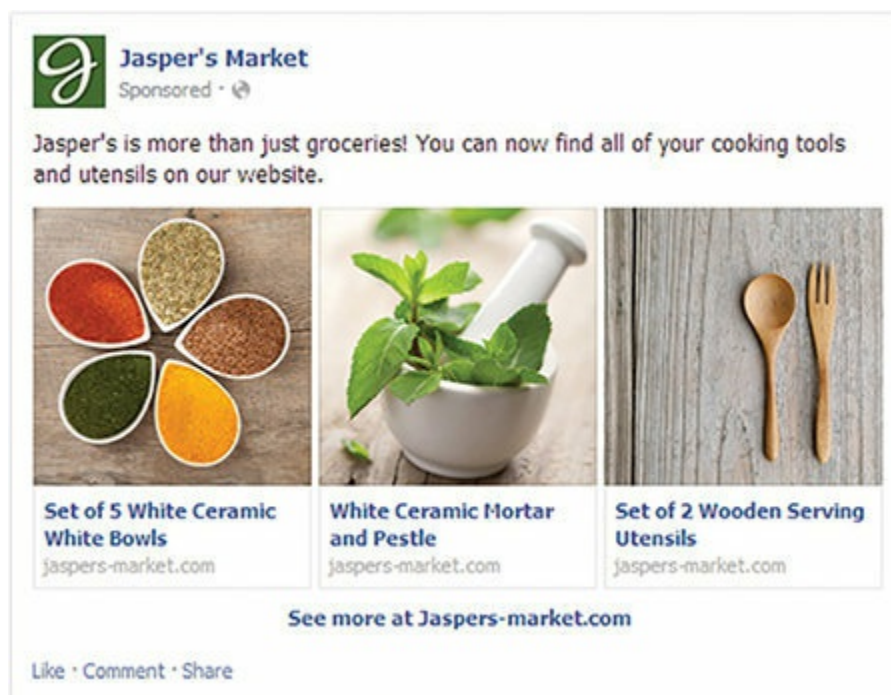 Jasper's Market
Sponsored ·
Jasper's is more than just groceries! You can now find all of your cooking tools
and utensils on our website.
Set of 5 White Ceramic
White Bowls
jaspers-market.com
White Ceramic Mortar
and Pestle
jaspers-market.com
Set of 2 Wooden Serving
Utensils
jaspers-market.com
See more at Jaspers-market.com
Like · Comment · Share